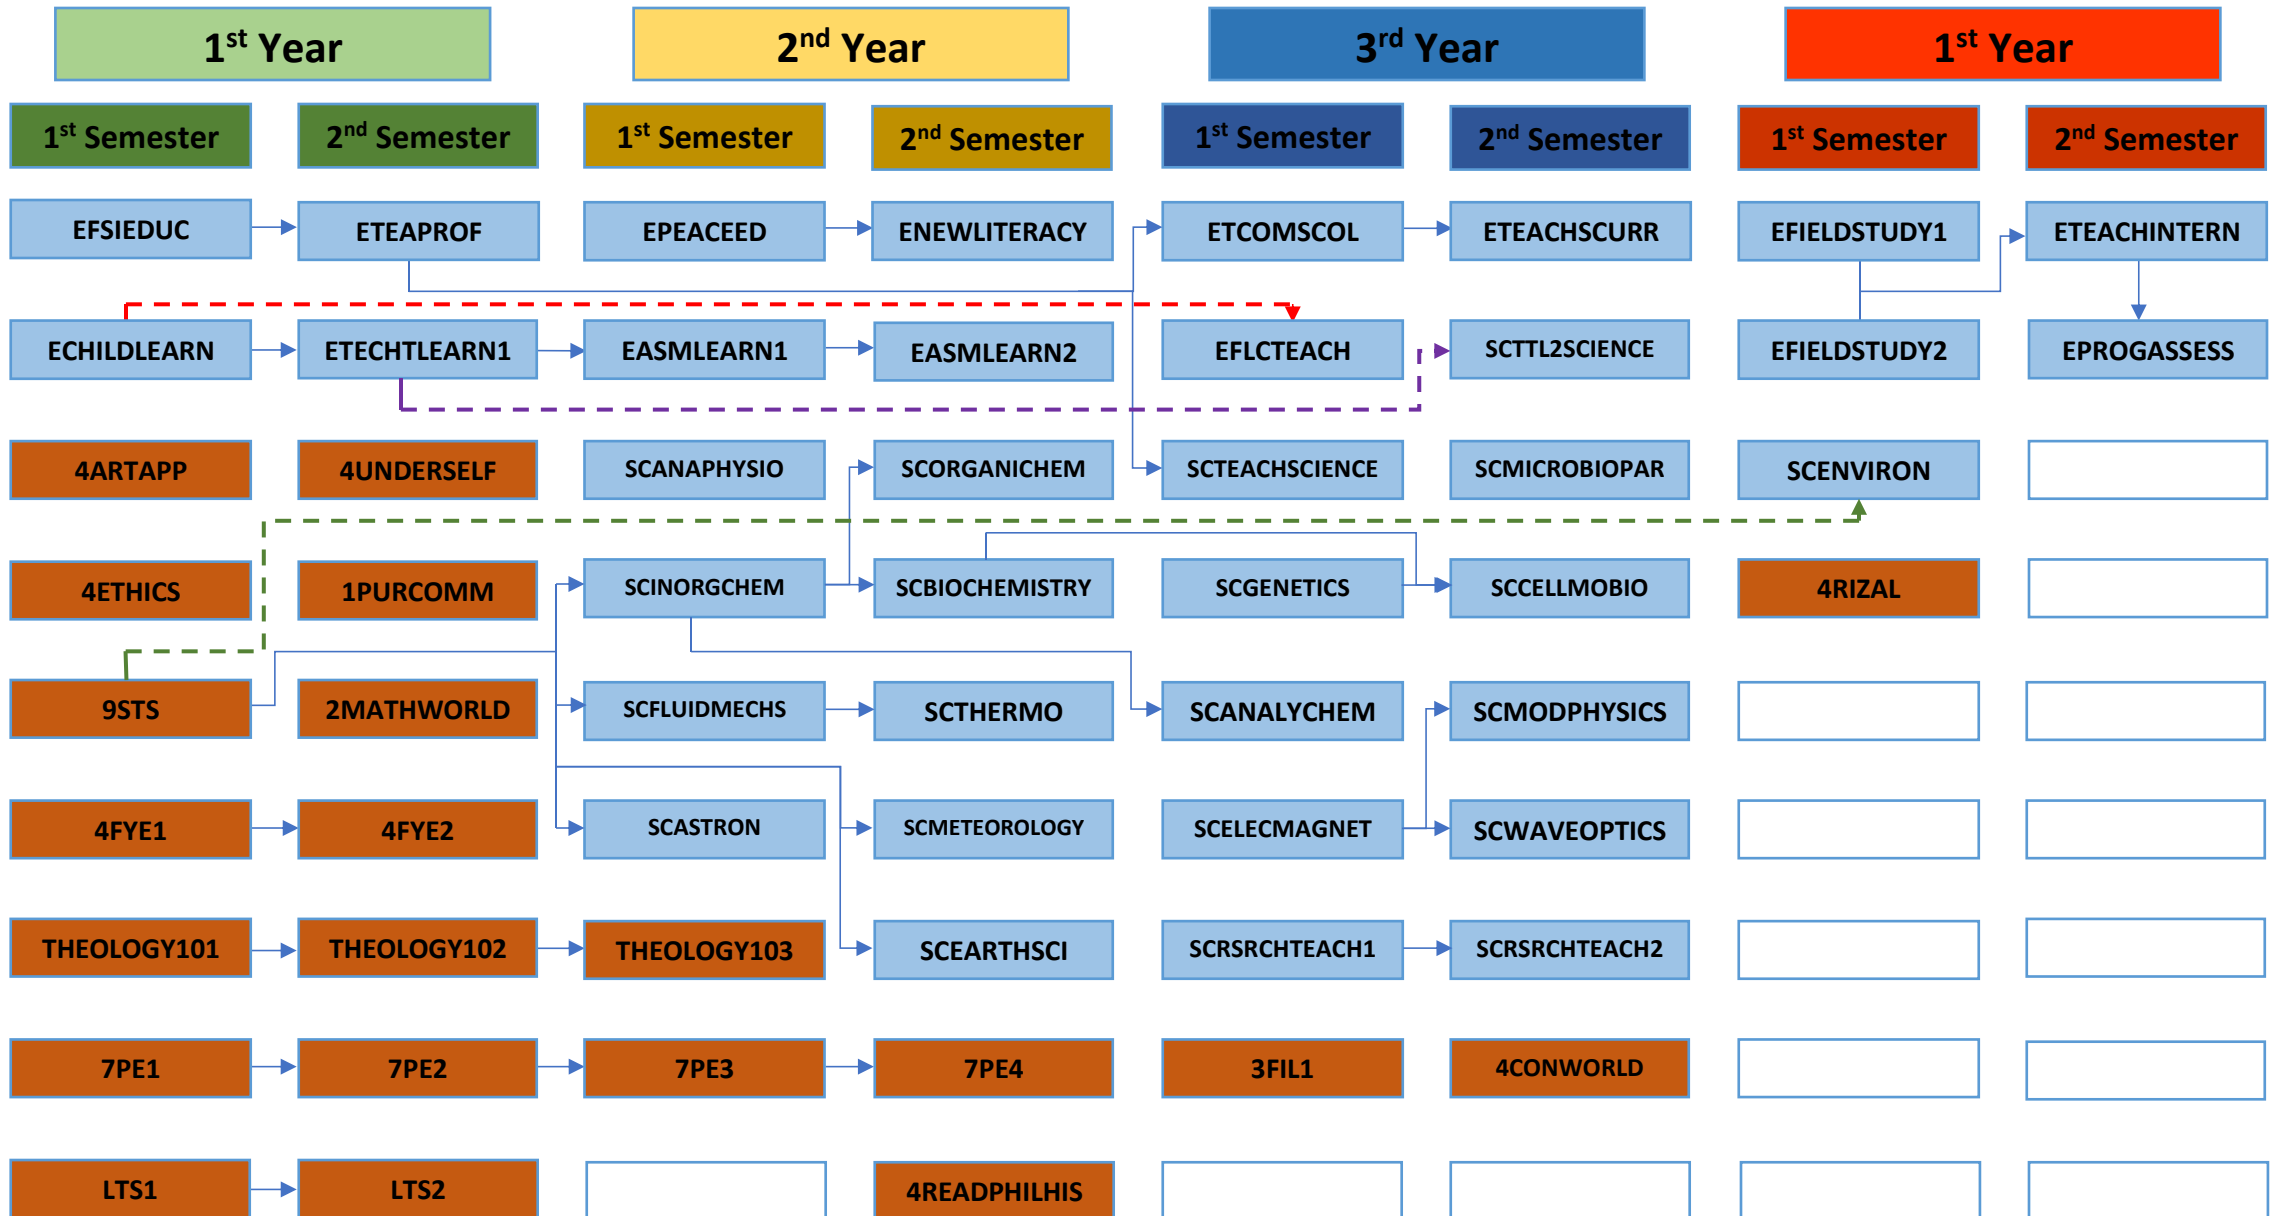 1st Year 2nd Year 3rd Year 1st Year
1st Semester 2nd Semester 1st Semester 2nd Semester 1st Semester 2nd Semester 1st Semester 2nd Semester
EFSIEDUC ETEAPROF EPEACEED ENEWLITERACY ETCOMSCOL ETEACHSCURR EFIELDSTUDY1 ETEACHINTERN
ECHILDLEARN ETECHTLEARN1 EASMLEARN1 EASMLEARN2 EFLCTEACH SCTTL2SCIENCE EFIELDSTUDY2 EPROGASSESS
4ARTAPP 4UNDERSELF SCANAPHYSIO SCORGANICHEM SCTEACHSCIENCE SCMICROBIOPAR SCENVIRON
4ETHICS 1PURCOMM SCINORGCHEM SCBIOCHEMISTRY SCGENETICS SCCELLMOBIO 4RIZAL
9STS 2MATHWORLD SCFLUIDMECHS SCTHERMO SCANALYCHEM SCMODPHYSICS
4FYE1 4FYE2 SCASTRON SCMETEOROLOGY SCELECMAGNET SCWAVEOPTICS
THEOLOGY101 THEOLOGY102 THEOLOGY103 SCEARTHSCI SCRSRCHTEACH1 SCRSRCHTEACH2
7PE1 7PE2 7PE3 7PE4 3FIL1 4CONWORLD
LTS1 LTS2 4READPHILHIS